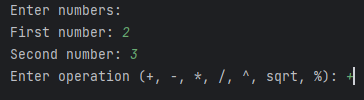 Enter numbers:
First number: 2
Second number: 3
Enter operation (+, -, *, /, ^, sqrt, %): +